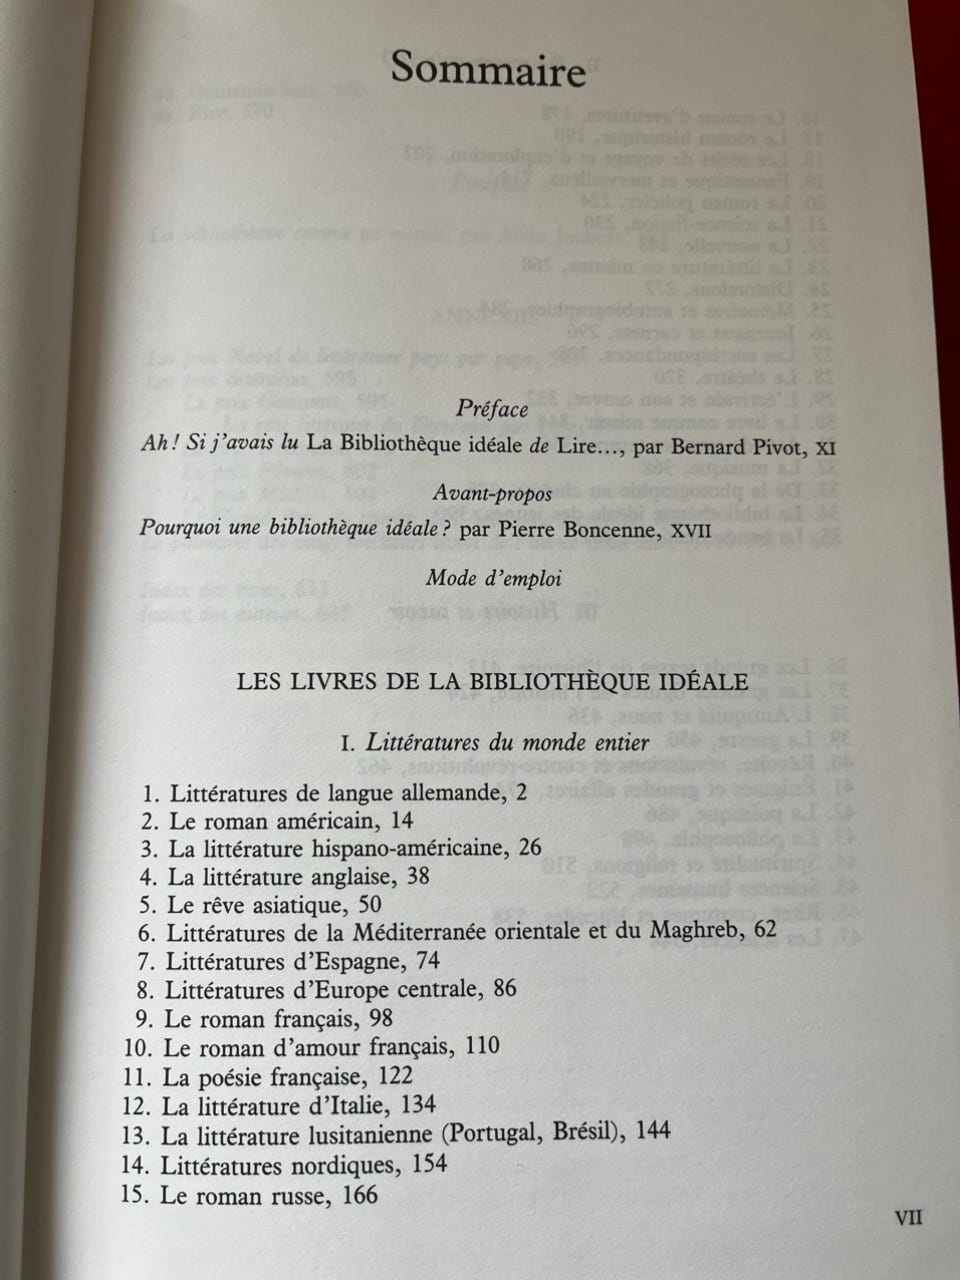 Sommaire
Préface
Ah ! Si j'avais lu La Bibliothèque idéale de Lire..., par Bernard Pivot, XI
Avant-propos
Pourquoi une bibliothèque idéale ? par Pierre Boncenne, XVII
Mode d'emploi
LES LIVRES DE LA BIBLIOTHÈQUE IDÉALE
I. Littératures du monde entier
1. Littératures de langue allemande, 2
2. Le roman américain, 14
3. La littérature hispano-américaine, 26
4. La littérature anglaise, 38
5. Le rêve asiatique, 50
6. Littératures de la Méditerranée orientale et du Maghreb, 62
7. Littératures d'Espagne, 74
8. Littératures d'Europe centrale, 86
9. Le roman français, 98
10. Le roman d'amour français, 110
11. La poésie française, 122
12. La littérature d'Italie, 134
13. La littérature lusitanienne (Portugal, Brésil), 144
14. Littératures nordiques, 154
15. Le roman russe, 166
VII